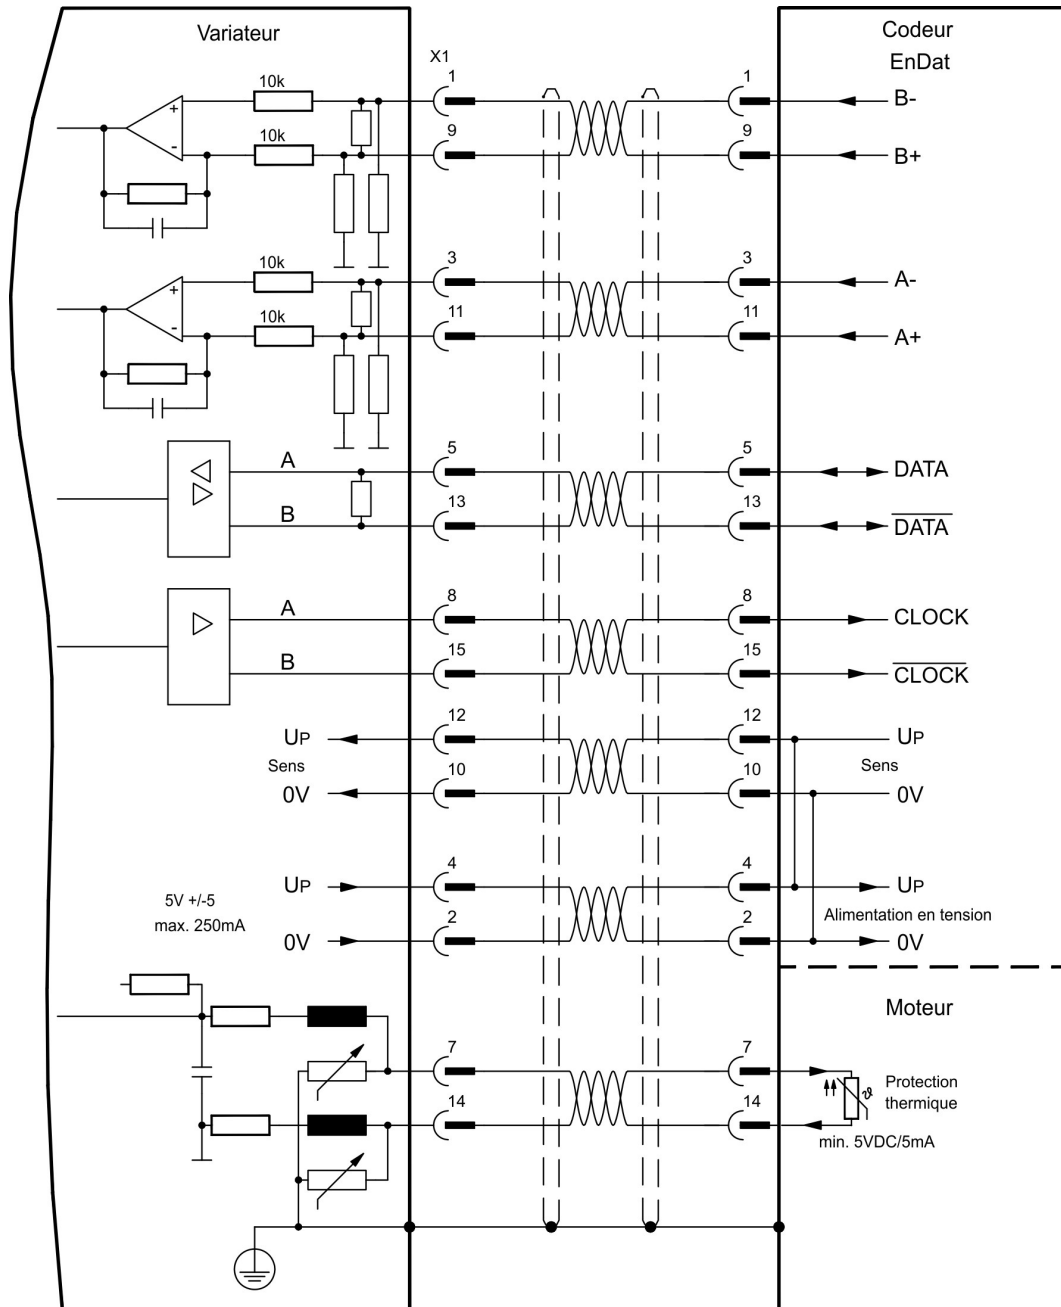 Variateur
Codeur
EnDat
X1
10k
1
1
B-
10k
9
9
B+
+
-
10k
3
3
A-
10k
11
11
A+
+
-
A
5
5
DATA
B
13
13
DATA
A
8
8
CLOCK
B
15
15
CLOCK
UP
12
12
UP
Sens
Sens
0V
10
10
0V
UP
4
4
UP
5V +/-5
max. 250mA
Alimentation en tension
0V
2
2
0V
Moteur
7
7
Protection
thermique
ϑ
14
14
min. 5VDC/5mA